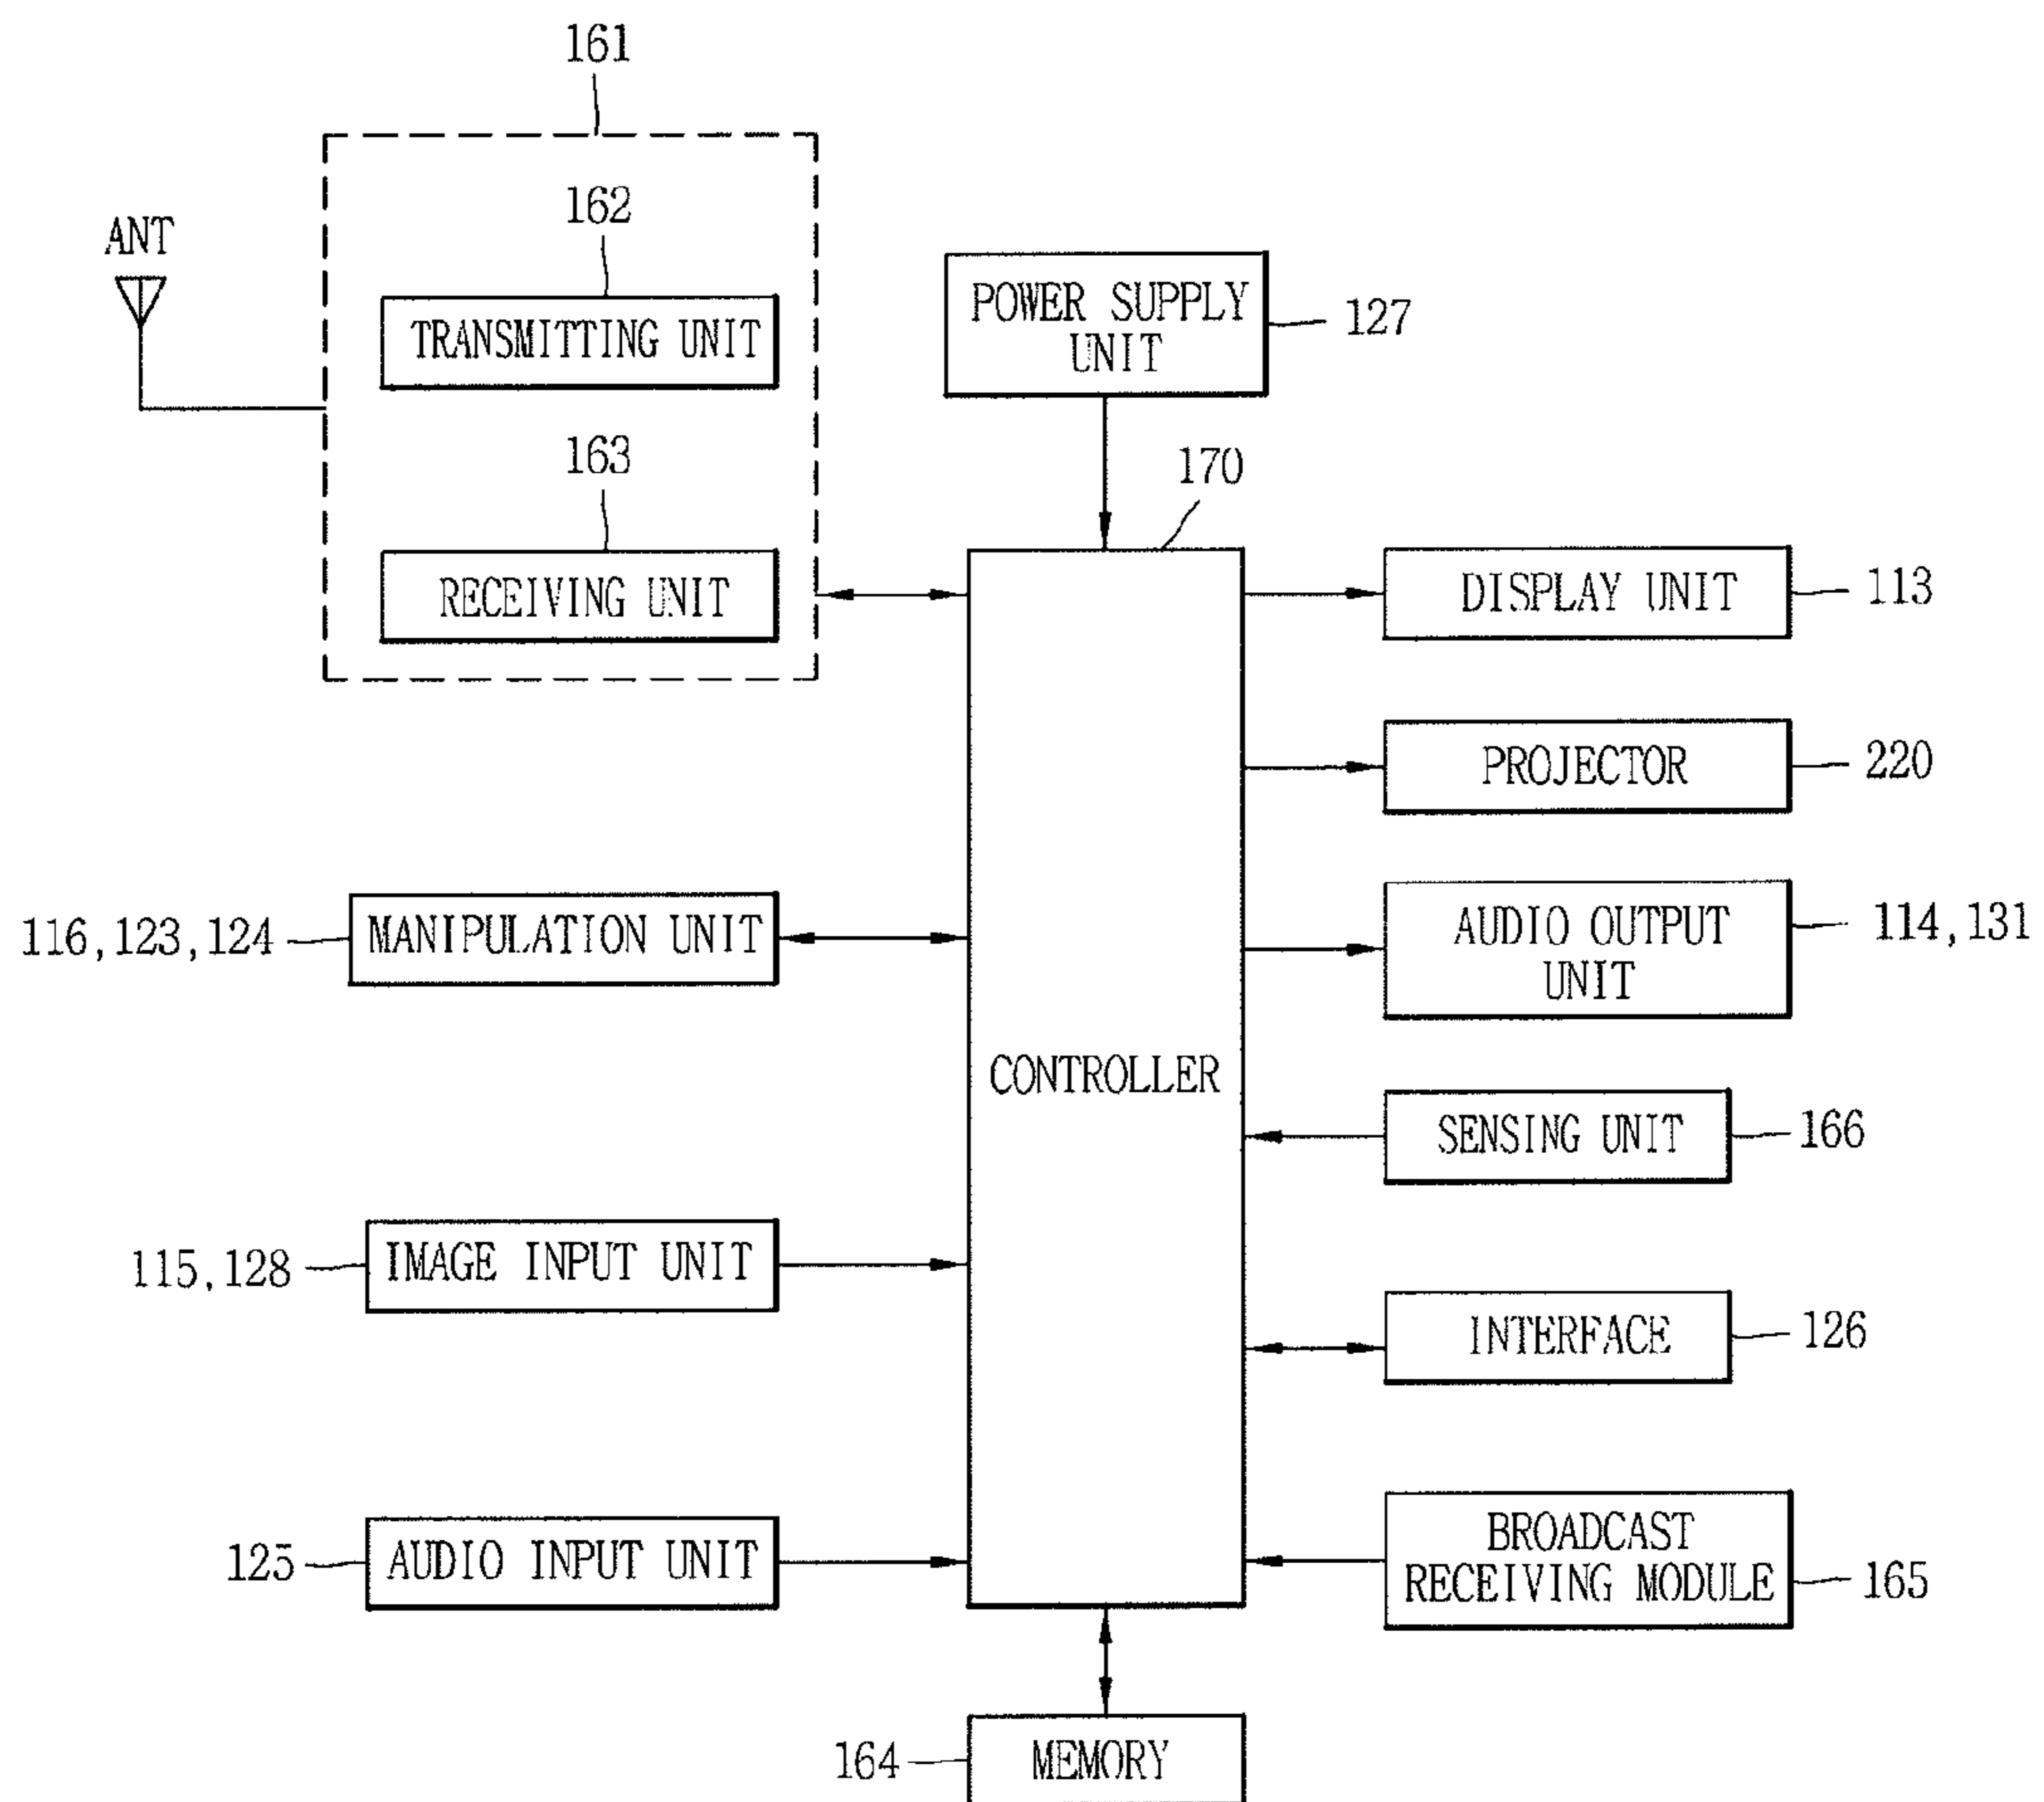 161
162
ANT
TRANSMITTING UNIT
POWER SUPPLY
UNIT
127
163
170
RECEIVING UNIT
DISPLAY UNIT
113
PROJECTOR
220
116,123,124
MANIPULATION UNIT
AUDIO OUTPUT
UNIT
114,131
CONTROLLER
SENSING UNIT
166
115,128
IMAGE INPUT UNIT
INTERFACE
126
125
AUDIO INPUT UNIT
BROADCAST
RECEIVING MODULE
165
164
MEMORY